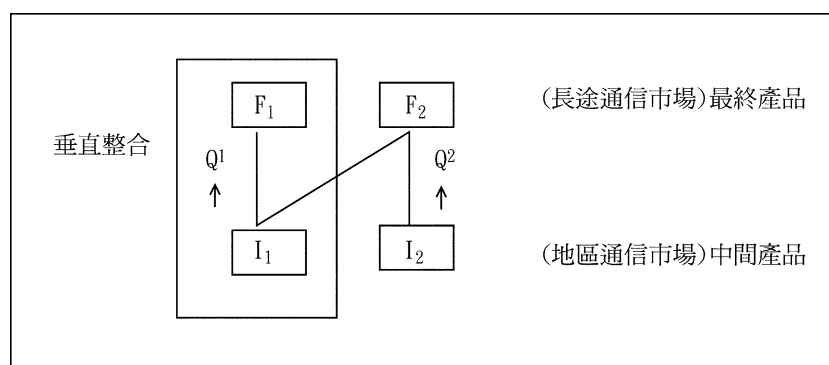 F₁
F₂
(長途通信市場)最終產品
垂直整合
Q¹
Q²
I₁
I₂
(地區通信市場)中間產品